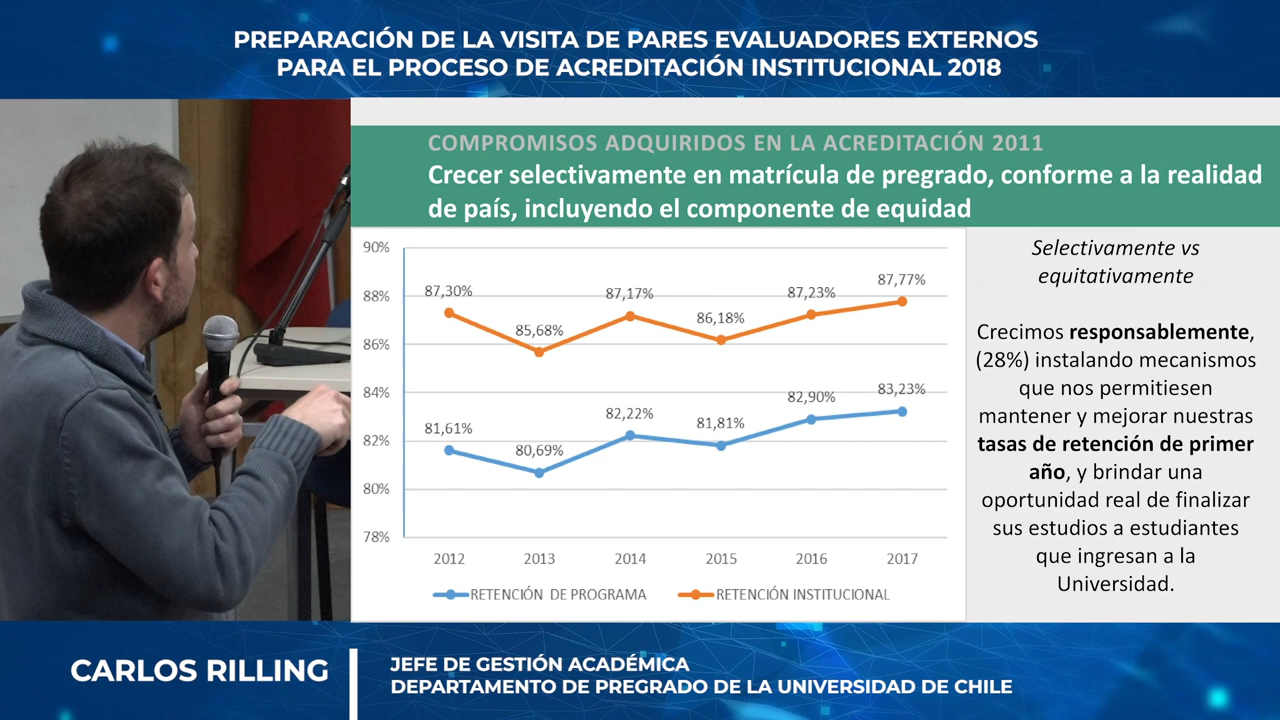 PREPARACIÓN DE LA VISITA DE PARES EVALUADORES EXTERNOS
PARA EL PROCESO DE ACREDITACIÓN INSTITUCIONAL 2018
COMPROMISOS ADQUIRIDOS EN LA ACREDITACIÓN 2011
Crecer selectivamente en matrícula de pregrado, conforme a la realidad
de país, incluyendo el componente de equidad
90%
88%
86%
84%
82%
80%
78%
87,30%
85,68%
87,17%
86,18%
87,23%
87,77%
81,61%
80,69%
82,22%
81,81%
82,90%
83,23%
2012
2013
2014
2015
2016
2017
RETENCIÓN DE PROGRAMA
RETENCIÓN INSTITUCIONAL
Selectivamente vs
equitativamente
Crecimos responsablemente,
(28%) instalando mecanismos
que nos permitiesen
mantener y mejorar nuestras
tasas de retención de primer
año, y brindar una
oportunidad real de finalizar
sus estudios a estudiantes
que ingresan a la
Universidad.
CARLOS RILLING
JEFE DE GESTIÓN ACADÉMICA
DEPARTAMENTO DE PREGRADO DE LA UNIVERSIDAD DE CHILE